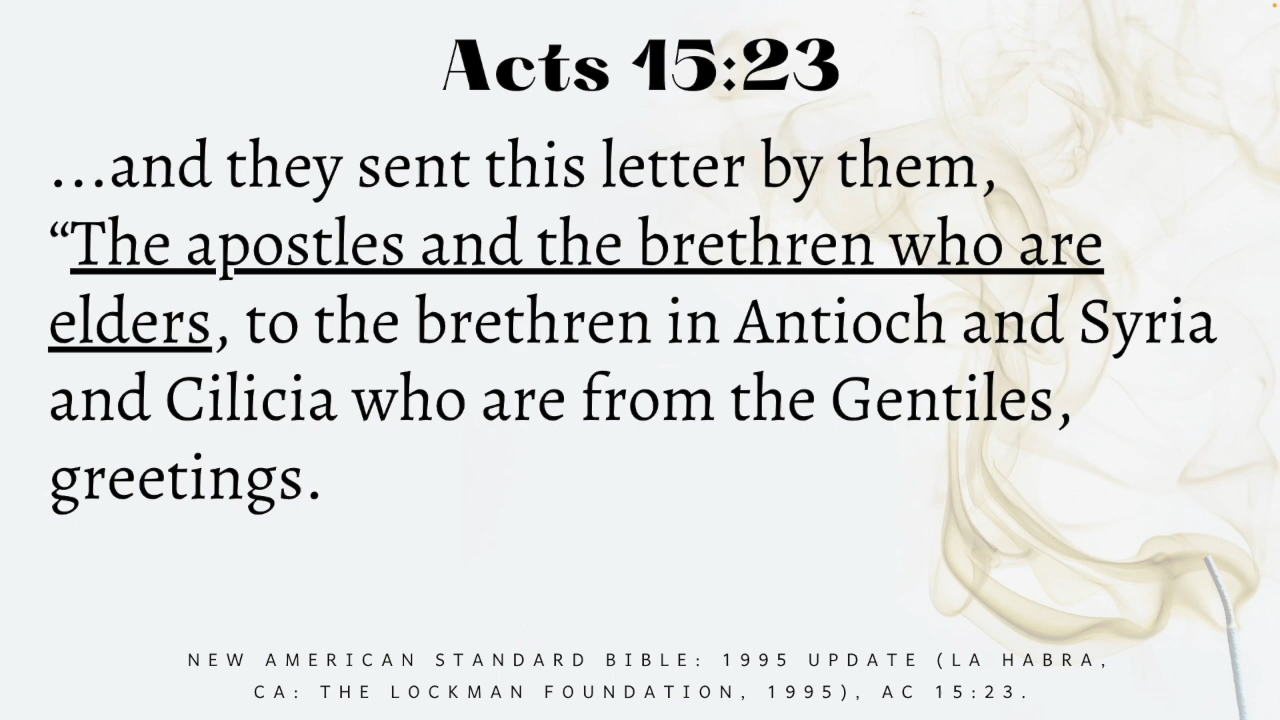 Acts 15:23
...and they sent this letter by them,
“The apostles and the brethren who are
elders, to the brethren in Antioch and Syria
and Cilicia who are from the Gentiles,
greetings.
NEW AMERICAN STANDARD BIBLE: 1995 UPDATE (LA HABRA,
CA: THE LOCKMAN FOUNDATION, 1995), AC 15:23.